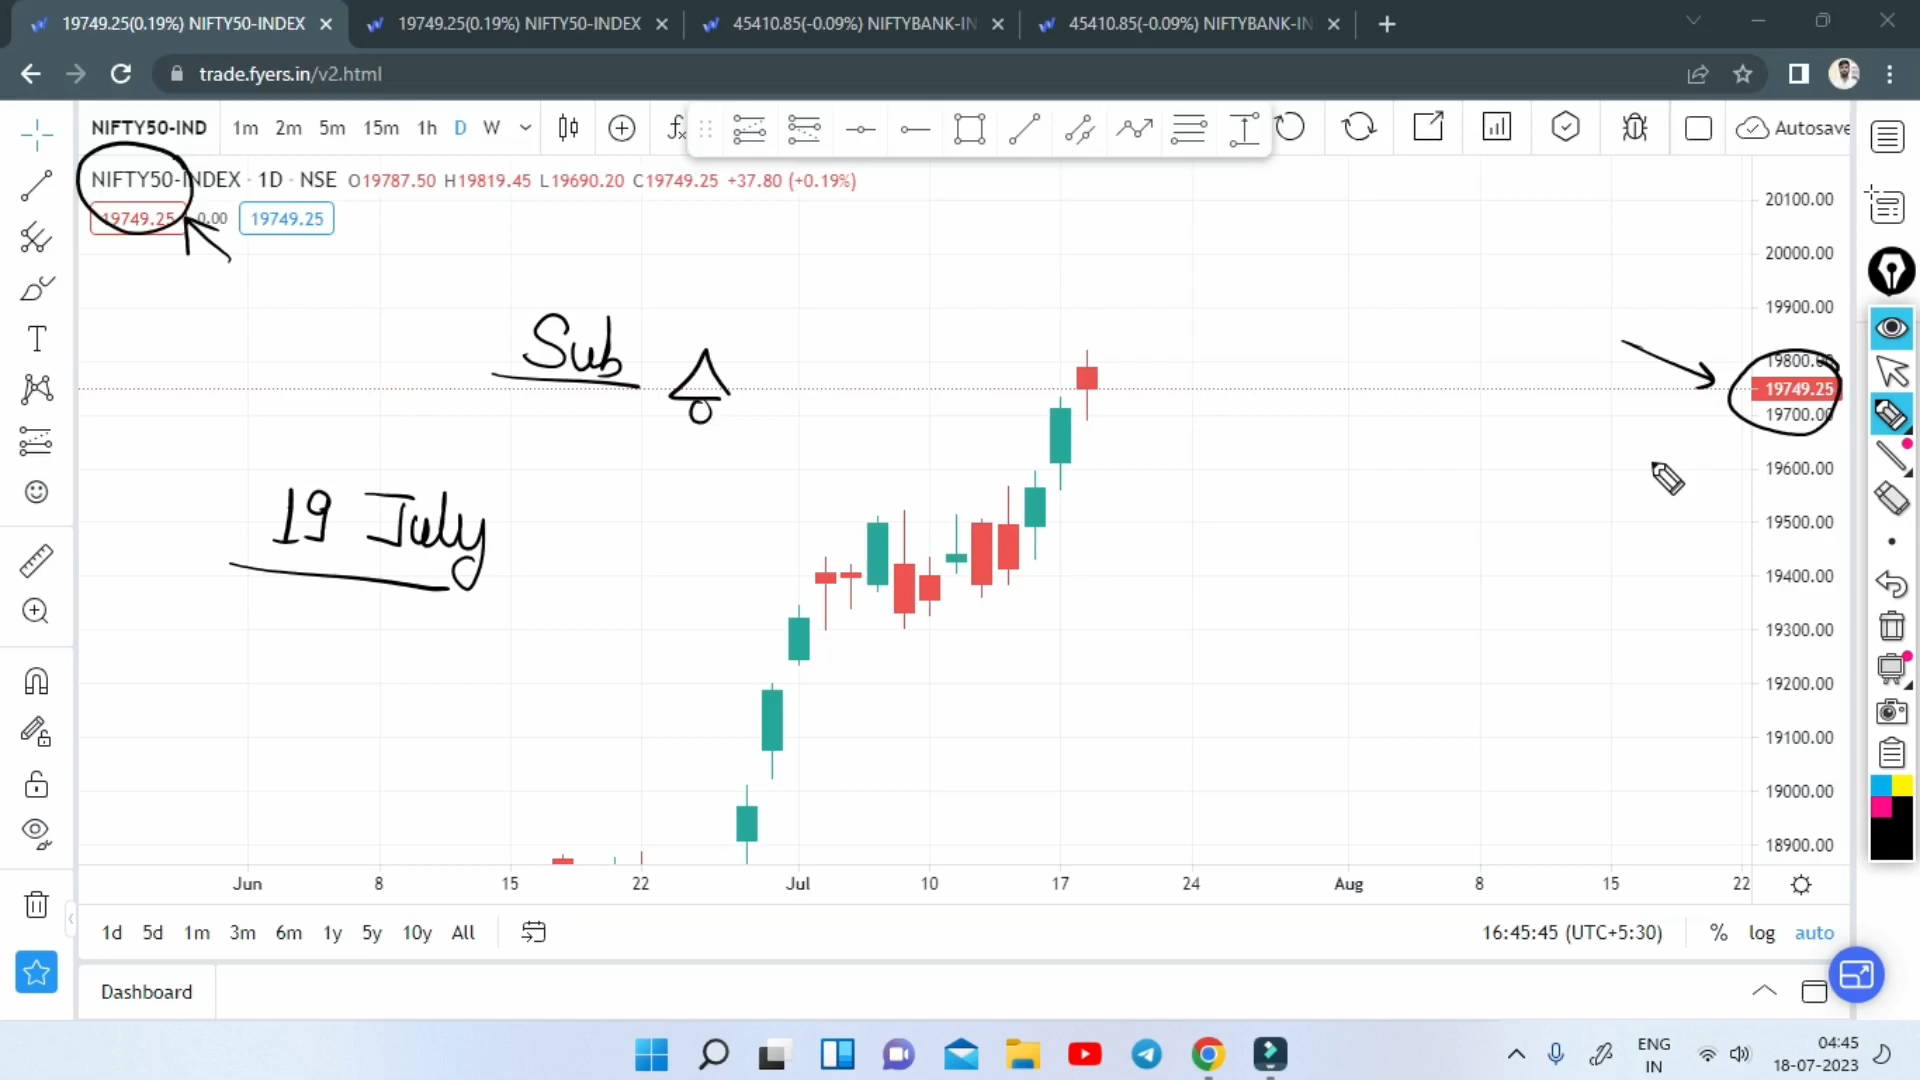 19749.25(0.19%) NIFTY50-INDEX
19749.25(0.19%) NIFTY50-INDEX
45410.85(-0.09%) NIFTYBANK-IN
45410.85(-0.09%) NIFTYBANK-IN
trade.fyers.in/v2.html
NIFTY50-IND 1m 2m 5m 15m 1h D W Autosave
NIFTY50-INDEX · 1D · NSE O19787.50 H19819.45 L19690.20 C19749.25 +37.80 (+0.19%)
19749.25 0.00 19749.25
Sub
19 July
20100.00
20000.00
19900.00
19800.00
19749.25
19700.00
19600.00
19500.00
19400.00
19300.00
19200.00
19100.00
19000.00
18900.00
Jun 8 15 22 Jul 10 17 24 Aug 8 15 22
1d 5d 1m 3m 6m 1y 5y 10y All 16:45:45 (UTC+5:30) % log auto
Dashboard
ENG
IN
04:45
18-07-2023